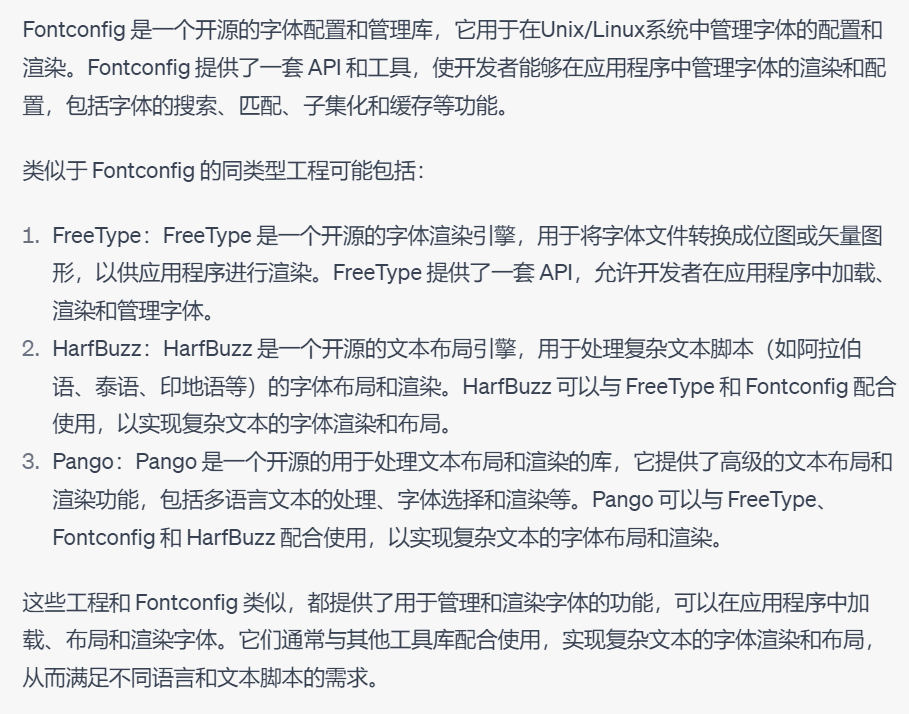 Fontconfig 是一个开源的字体配置和管理库，它用于在Unix/Linux系统中管理字体的配置和
渲染。Fontconfig 提供了一套 API 和工具，使开发者能够在应用程序中管理字体的渲染和配
置，包括字体的搜索、匹配、子集化和缓存等功能。
类似于 Fontconfig 的同类型工程可能包括：
1. FreeType：FreeType 是一个开源的字体渲染引擎，用于将字体文件转换成位图或矢量图
形，以供应用程序进行渲染。FreeType 提供了一套 API，允许开发者在应用程序中加载、
渲染和管理字体。
2. HarfBuzz：HarfBuzz 是一个开源的文本布局引擎，用于处理复杂文本脚本（如阿拉伯
语、泰语、印地语等）的字体布局和渲染。HarfBuzz 可以与 FreeType 和 Fontconfig 配合
使用，以实现复杂文本的字体渲染和布局。
3. Pango：Pango 是一个开源的用于处理文本布局和渲染的库，它提供了高级的文本布局和
渲染功能，包括多语言文本的处理、字体选择和渲染等。Pango 可以与 FreeType、
Fontconfig 和 HarfBuzz 配合使用，以实现复杂文本的字体布局和渲染。
这些工程和 Fontconfig 类似，都提供了用于管理和渲染字体的功能，可以在应用程序中加
载、布局和渲染字体。它们通常与其他工具库配合使用，实现复杂文本的字体渲染和布局，
从而满足不同语言和文本脚本的需求。